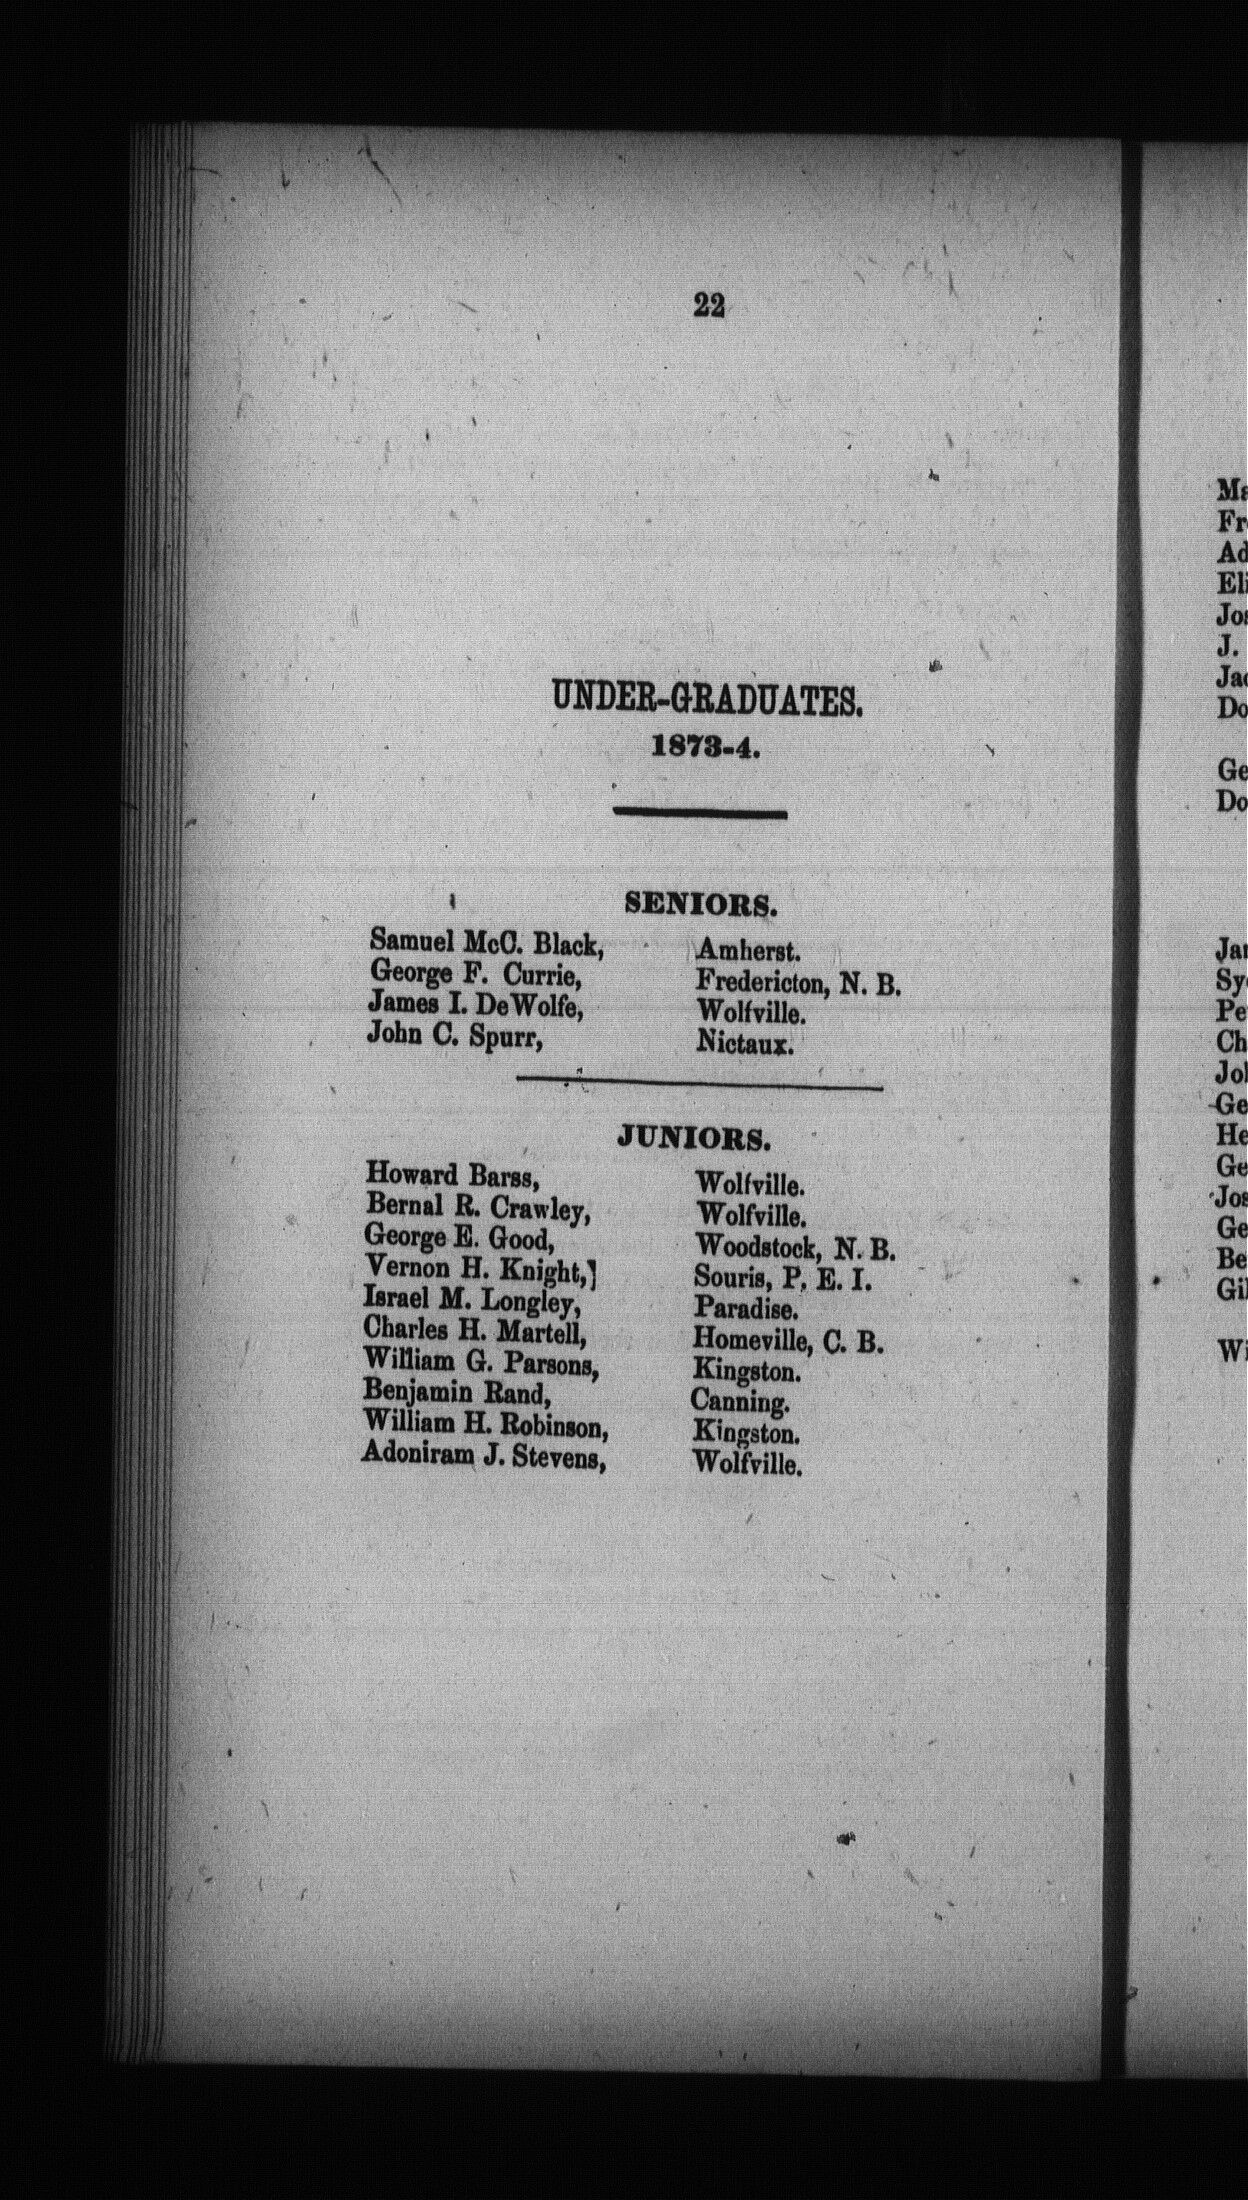 22
UNDER-GRADUATES.
1873-4.
SENIORS.
Samuel McC. Black, Amherst.
George F. Currie, Fredericton, N. B.
James I. DeWolfe, Wolfville.
John C. Spurr, Nictaux.
JUNIORS.
Howard Barss, Wolfville.
Bernal R. Crawley, Wolfville.
George E. Good, Woodstock, N. B.
Vernon H. Knight, Souris, P. E. I.
Israel M. Longley, Paradise.
Charles H. Martell, Homeville, C. B.
William G. Parsons, Kingston.
Benjamin Rand, Canning.
William H. Robinson, Kingston.
Adoniram J. Stevens, Wolfville.